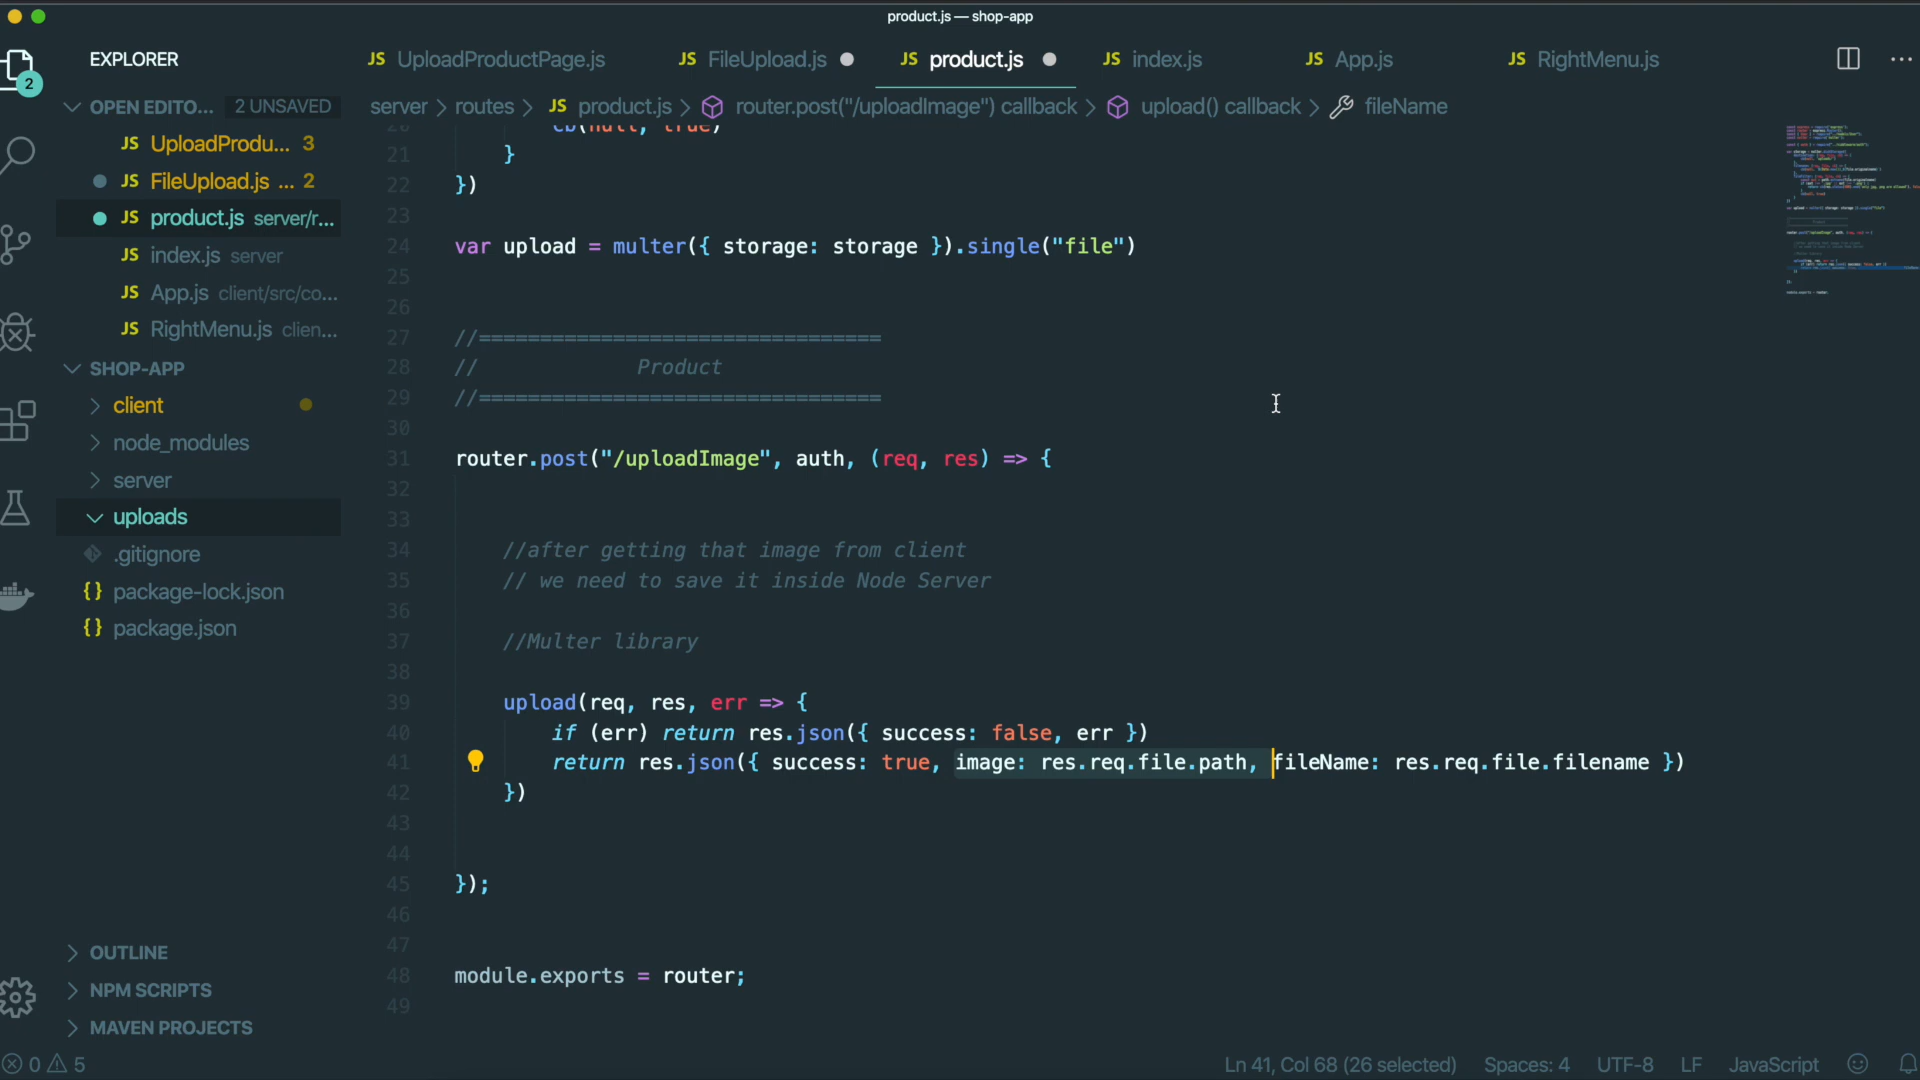 product.js — shop-app
EXPLORER
JS UploadProductPage.js
JS FileUpload.js
JS product.js
JS index.js
JS App.js
JS RightMenu.js
2
OPEN EDITO... 2 UNSAVED
server > routes > JS product.js > router.post("/uploadImage") callback > upload() callback > fileName
JS UploadProdu... 3
JS FileUpload.js ... 2
JS product.js server/r...
JS index.js server
JS App.js client/src/co...
JS RightMenu.js clien...
SHOP-APP
client
node_modules
server
uploads
.gitignore
{} package-lock.json
{} package.json
OUTLINE
NPM SCRIPTS
MAVEN PROJECTS
20 cb(null, true)
21 }
22 })
23
24 var upload = multer({ storage: storage }).single("file")
25
26
27 //=================================
28 // Product
29 //=================================
30
31 router.post("/uploadImage", auth, (req, res) => {
32
33
34 //after getting that image from client
35 // we need to save it inside Node Server
36
37 //Multer library
38
39 upload(req, res, err => {
40 if (err) return res.json({ success: false, err })
41 return res.json({ success: true, image: res.req.file.path, fileName: res.req.file.filename })
42 })
43
44
45 });
46
47
48 module.exports = router;
49
0 5
Ln 41, Col 68 (26 selected)
Spaces: 4
UTF-8
LF
JavaScript